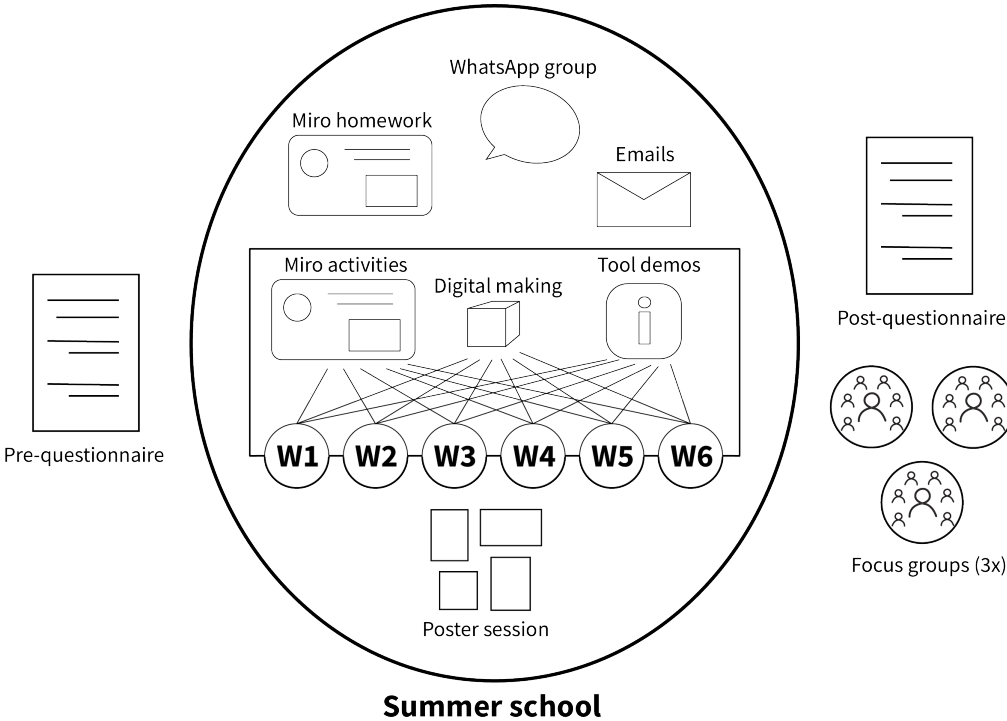 WhatsApp group
Miro homework
Emails
Miro activities
Digital making
Tool demos
W1 W2 W3 W4 W5 W6
Poster session
Summer school
Pre-questionnaire
Post-questionnaire
Focus groups (3x)